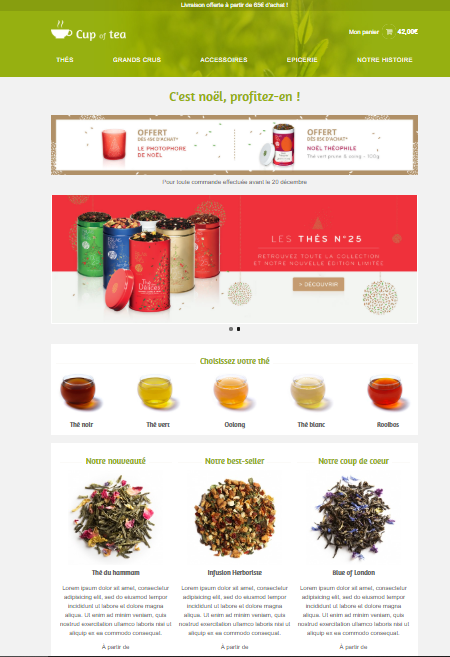 Livraison offerte à partir de 65€ d'achat !
Cup of tea
Mon panier 42,00€
THÉS GRANDS CRUS ACCESSOIRES EPICERIE NOTRE HISTOIRE
C'est noël, profitez-en !
OFFERT
DÈS 45€ D'ACHAT*
LE PHOTOPHORE
DE NOËL
OFFERT
DÈS 65€ D'ACHAT*
NOËL THÉOPHILE
Thé vert prune & orang - 100g
Pour toute commande effectuée avant le 20 décembre
LES THÉS N°25
RETROUVEZ TOUTE LA COLLECTION
ET NOTRE NOUVELLE EDITION LIMITÉE
> DÉCOUVRIR
Choisissez votre thé
Thé noir Thé vert Oolong Thé blanc Rooibos
Notre nouveauté Notre best-seller Notre coup de coeur
Thé du hammam Infusion Herboriste Blue of London
Lorem ipsum dolor sit amet, consectetur
adipisicing elit, sed do eiusmod tempor
incididunt ut labore et dolore magna
aliqua. Ut enim ad minim veniam, quis
nostrud exercitation ullamco laboris nisi ut
aliquip ex ea commodo consequat.
À partir de
Lorem ipsum dolor sit amet, consectetur
adipisicing elit, sed do eiusmod tempor
incididunt ut labore et dolore magna
aliqua. Ut enim ad minim veniam, quis
nostrud exercitation ullamco laboris nisi ut
aliquip ex ea commodo consequat.
À partir de
Lorem ipsum dolor sit amet, consectetur
adipisicing elit, sed do eiusmod tempor
incididunt ut labore et dolore magna
aliqua. Ut enim ad minim veniam, quis
nostrud exercitation ullamco laboris nisi ut
aliquip ex ea commodo consequat.
À partir de